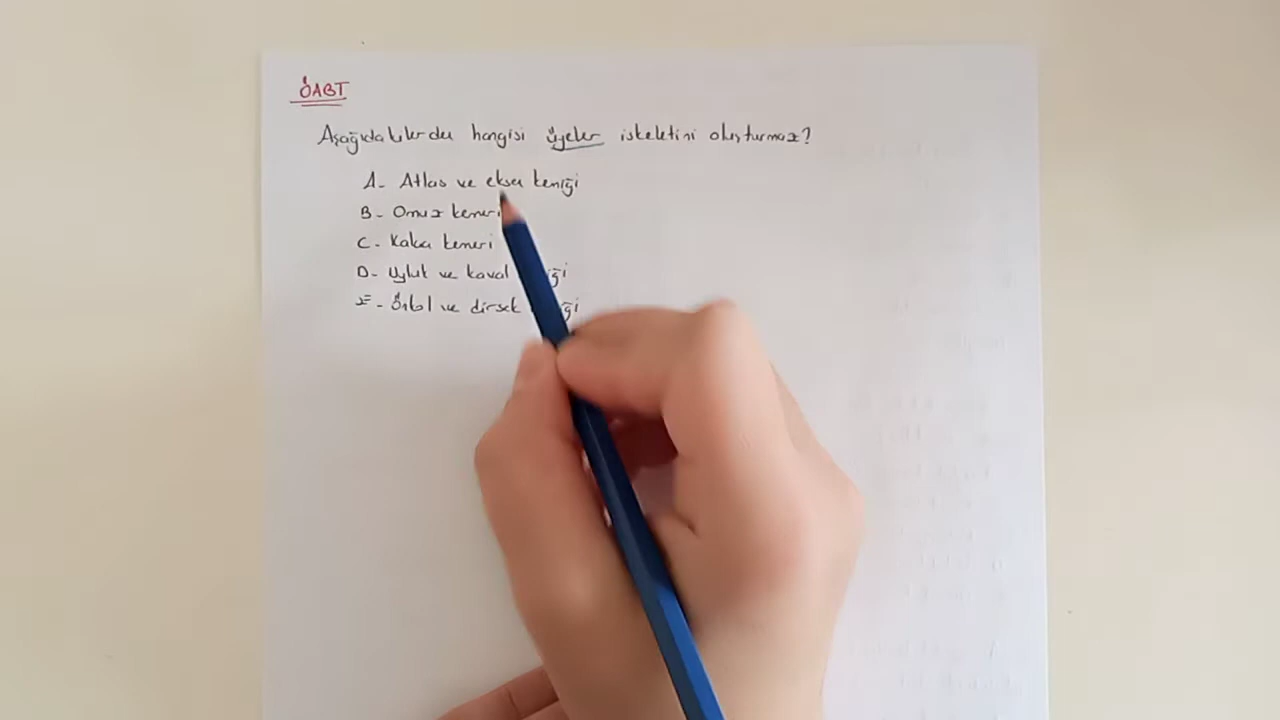 ÖABT
Aşağıdakilerden hangisi üyeler iskeletini oluşturmaz?
A- Atlas ve eksen kemiği
B- Omuz kemeri
C- Kalça kemeri
D- Uyluk ve kaval
E- Önkol ve dirsek